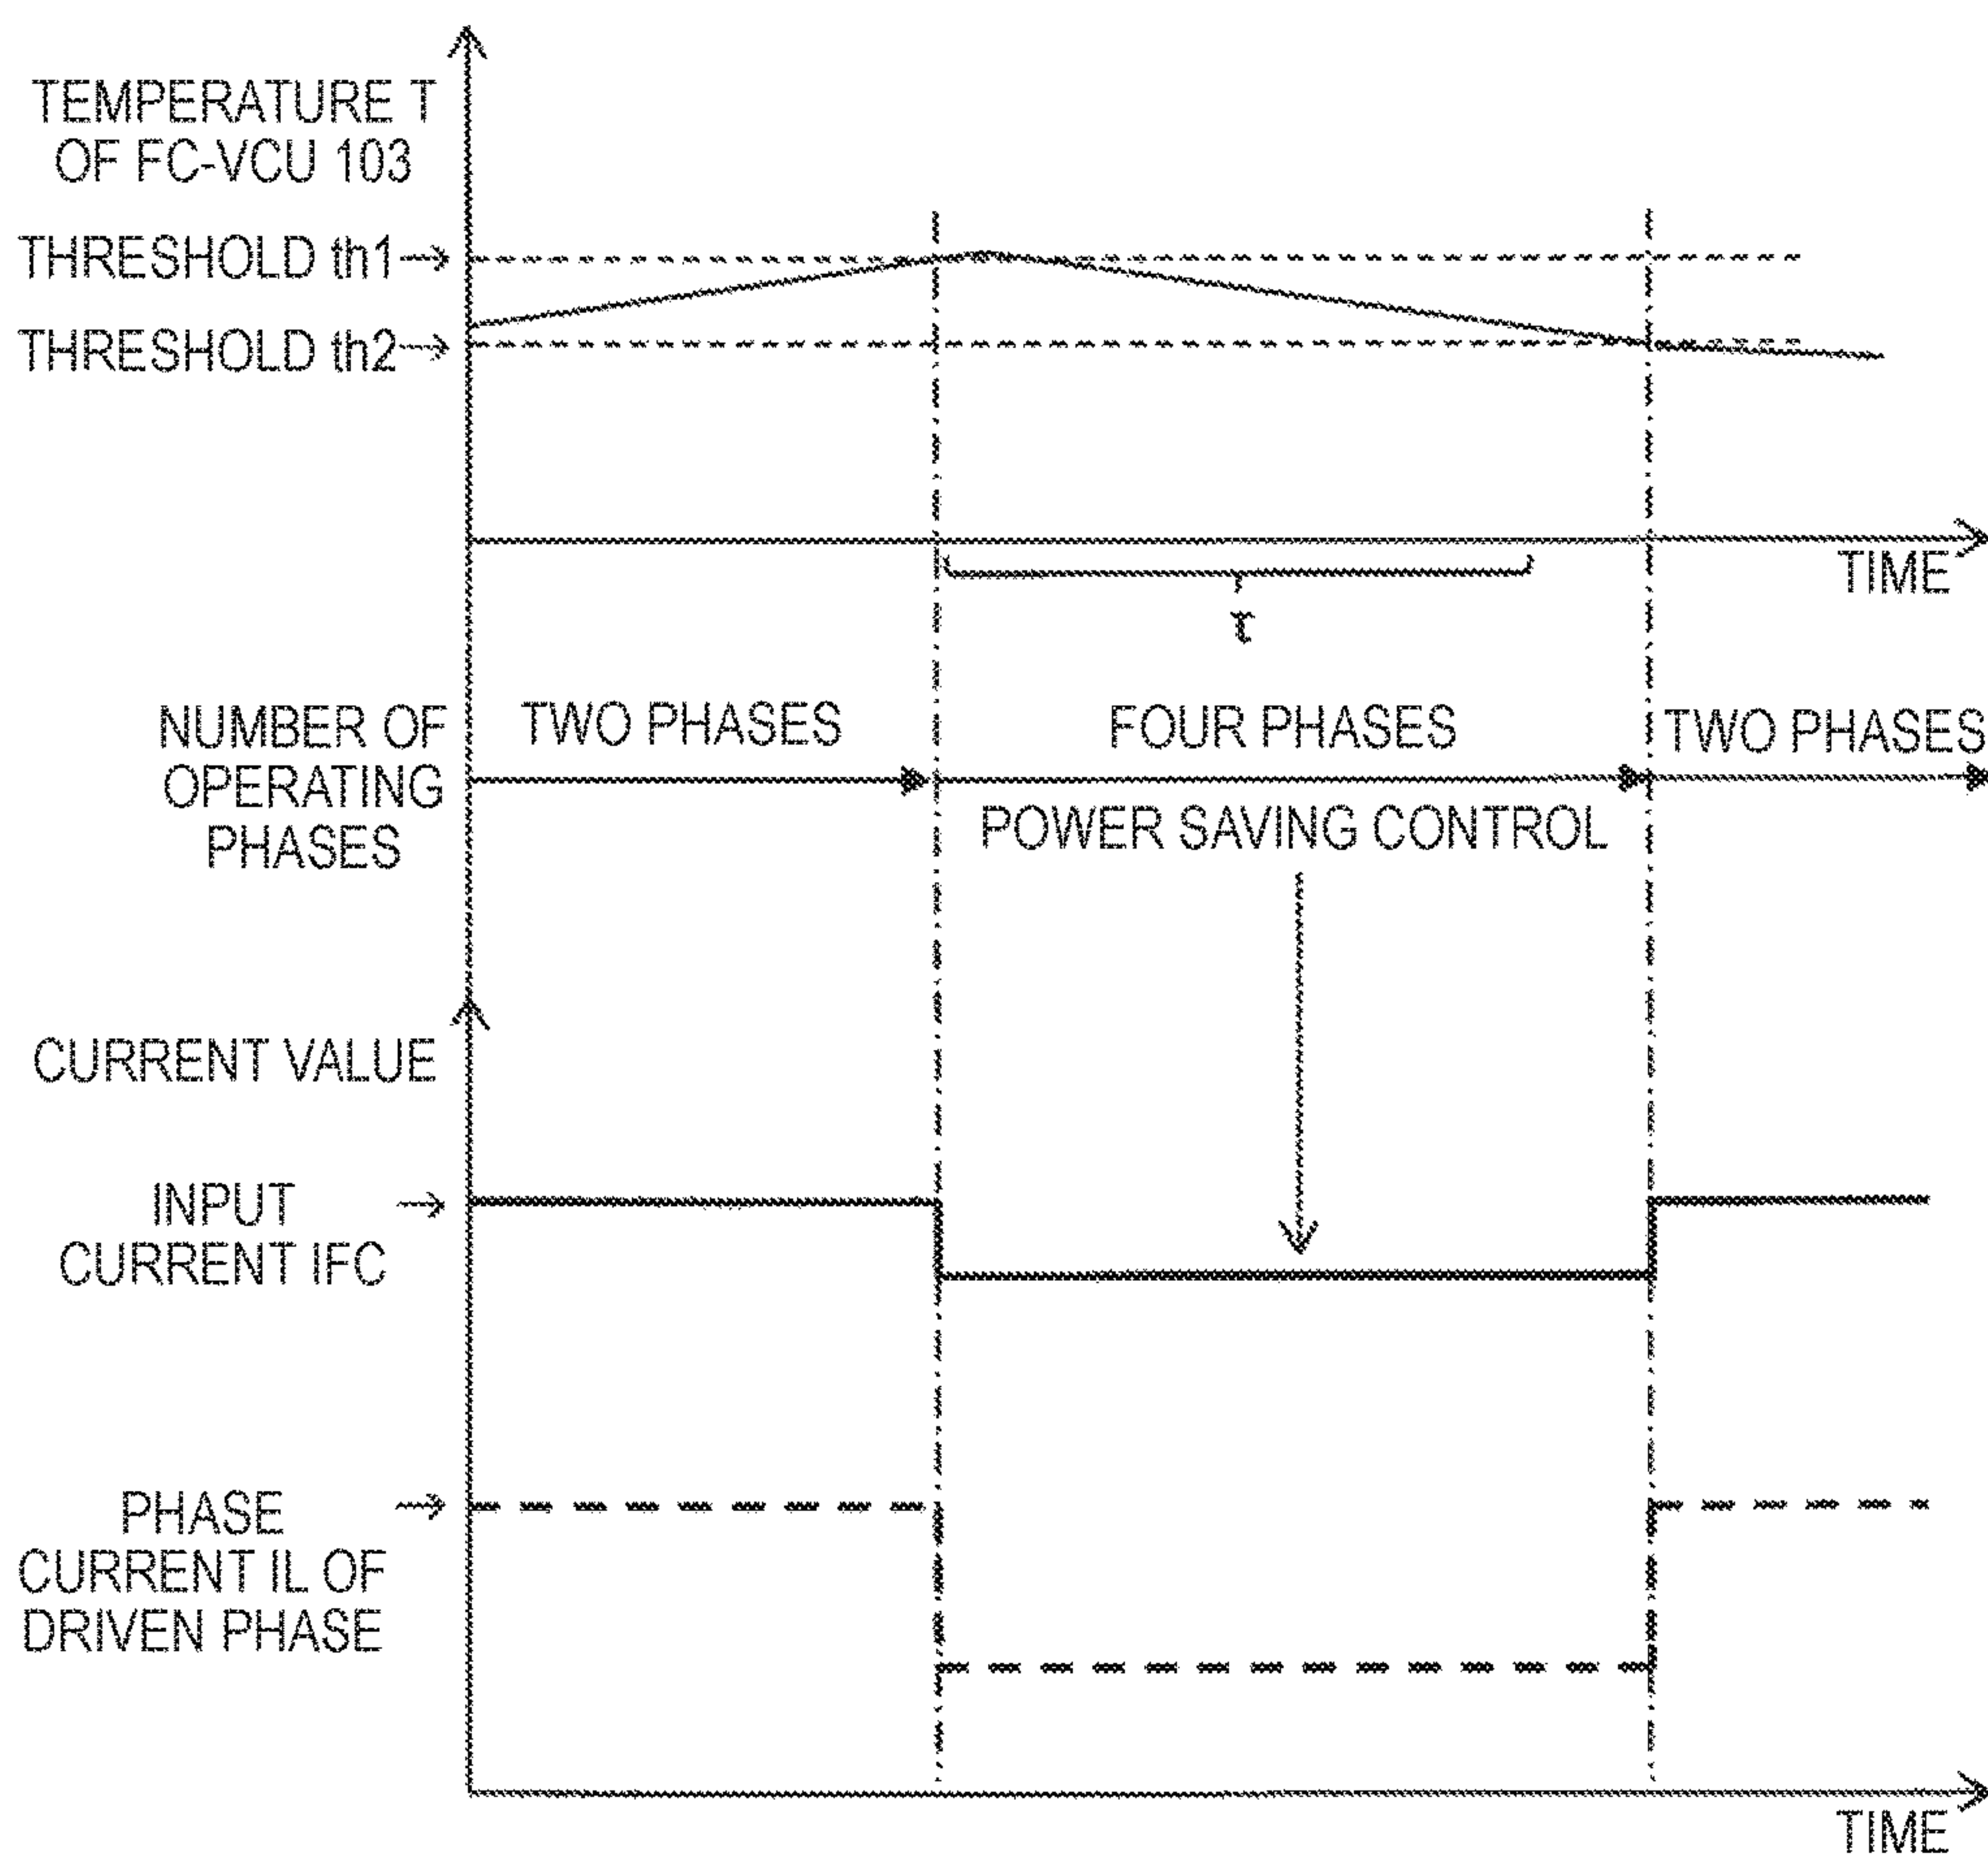 TEMPERATURE T
OF FC-VCU 103
THRESHOLD th1
THRESHOLD th2
TIME
τ
NUMBER OF
OPERATING
PHASES
TWO PHASES
FOUR PHASES
TWO PHASES
POWER SAVING CONTROL
CURRENT VALUE
INPUT
CURRENT IFC
PHASE
CURRENT IL OF
DRIVEN PHASE
TIME